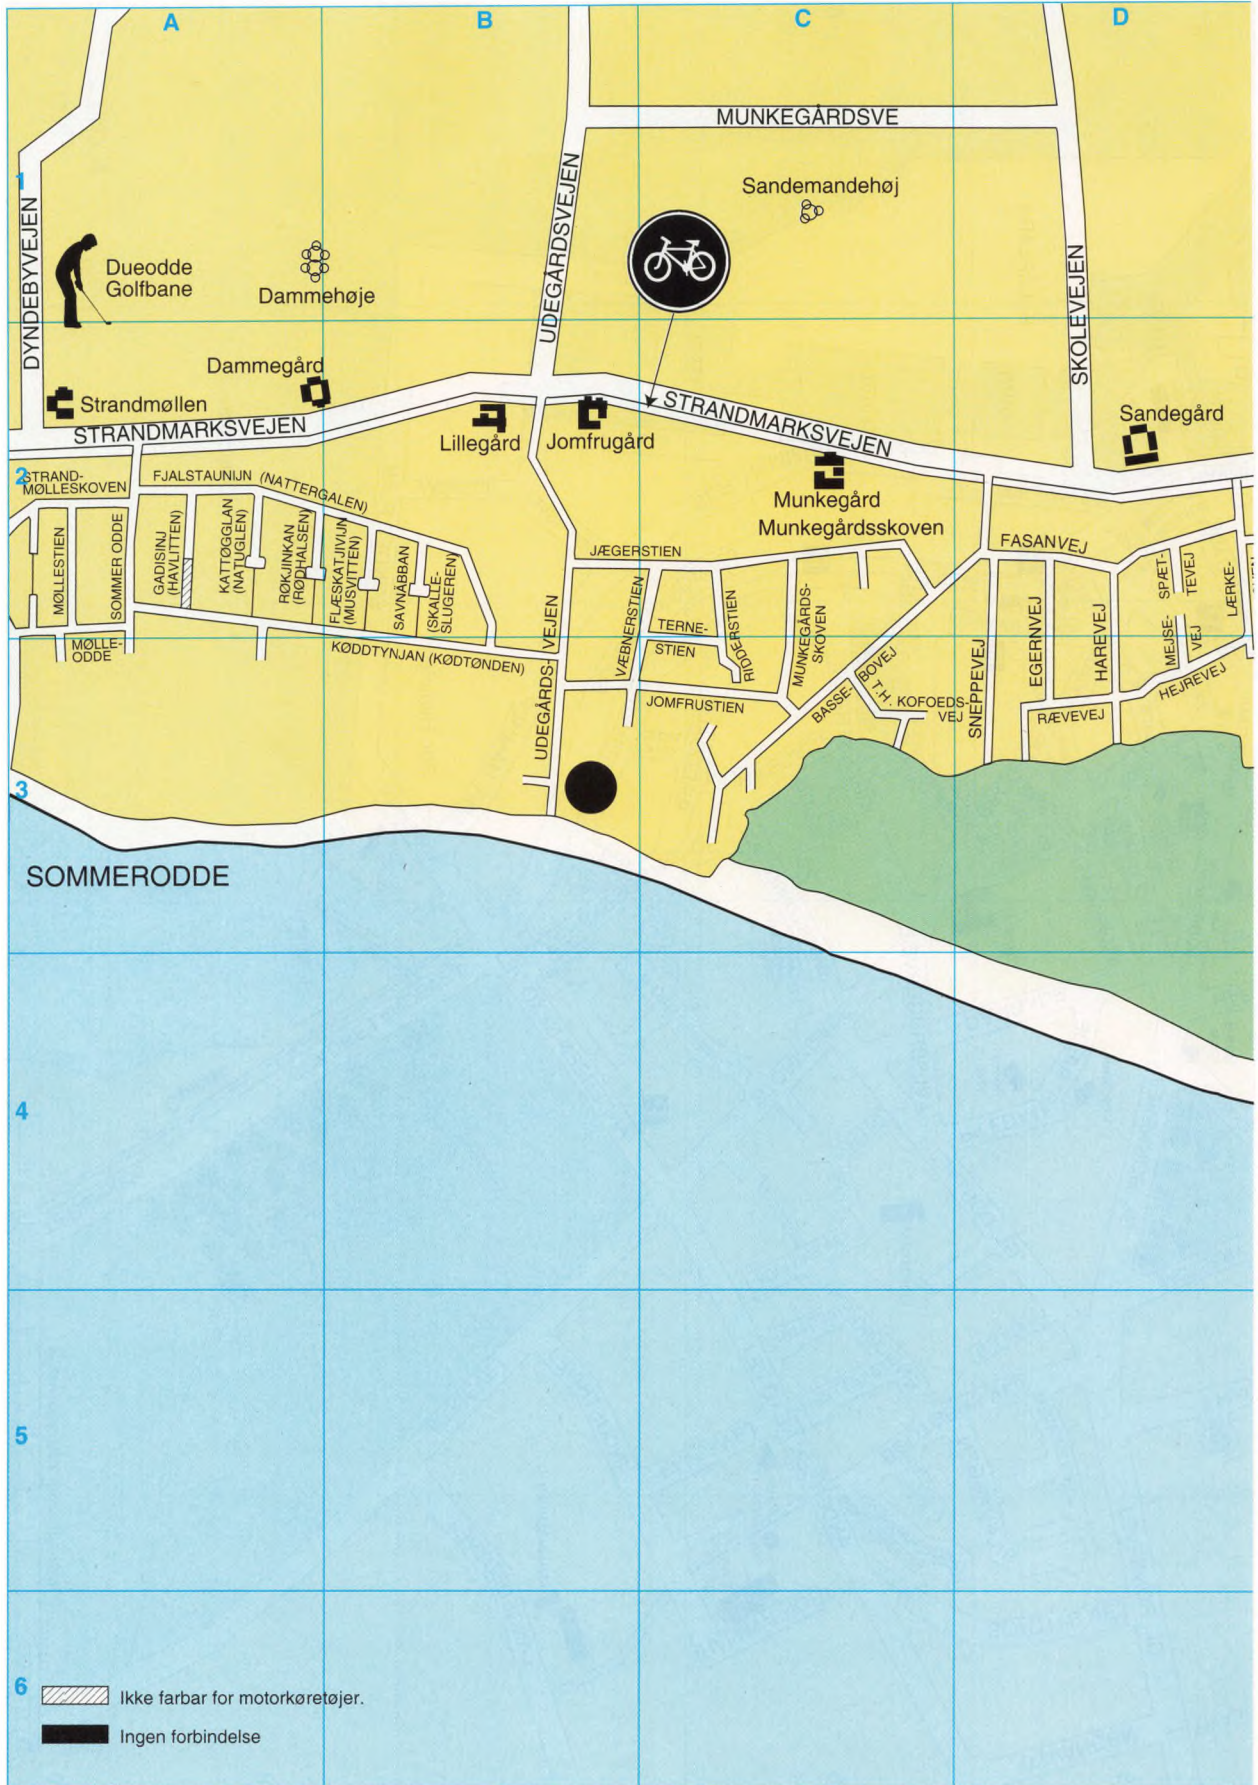 A
B
C
D
MUNKEGÅRDSVE
1
DYNDEBYVEJEN
UDEGÅRDSVEJEN
SKOLEVEJEN
Sandemandehøj
Dueodde
Golfbane
Dammehøje
Dammegård
Strandmøllen
STRANDMARKSVEJEN
Lillegård
Jomfrugård
STRANDMARKSVEJEN
Sandegård
2
STRAND-
MØLLESKOVEN
FJALSTAUNIJN (NATTERGALEN)
Munkegård
Munkegårdsskoven
MØLLESTIEN
SOMMER ODDE
GADISINJ
(HAVLITTEN)
KATTØGGLAN
(NATUGLEN)
RØKJINKAN
(RØDHALSEN)
FLÆSKATJIVIJN
(MUSVITTEN)
SAVNÅBBAN
(SKALLE-
SLUGEREN)
JÆGERSTIEN
FASANVEJ
SPÆT-
TEVEJ
LÆRKE-
MØLLE-
ODDE
KØDDTYNJAN (KØDTØNDEN)
UDEGÅRDS-
VEJEN
VÆBNERSTIEN
TERNE-
STIEN
RIDDERSTIEN
MUNKEGÅRDS-
SKOVEN
JOMFRUSTIEN
BASSE-
BOVEJ
T.H. KOFOEDS-
VEJ
SNEPPEVEJ
EGERNVEJ
HAREVEJ
MEJSE-
VEJ
HEJREVEJ
RÆVEVEJ
3
SOMMERODDE
4
5
6
Ikke farbar for motorkøretøjer.
Ingen forbindelse